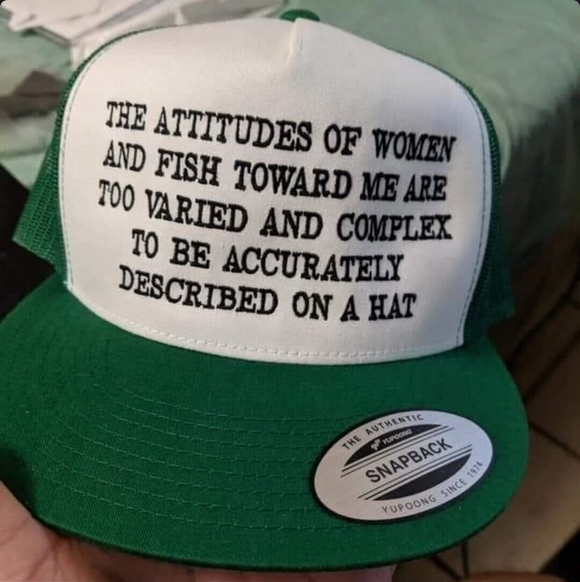 THE ATTITUDES OF WOMEN
AND FISH TOWARD ME ARE
TOO VARIED AND COMPLEX
TO BE ACCURATELY
DESCRIBED ON A HAT
THE AUTHENTIC
YUPOONG
SNAPBACK
YUPOONG SINCE 1974